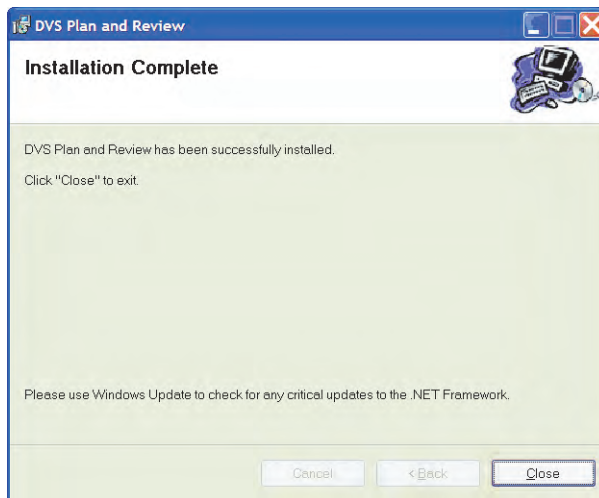 DVS Plan and Review
Installation Complete
DVS Plan and Review has been successfully installed.
Click "Close" to exit.
Please use Windows Update to check for any critical updates to the .NET Framework.
Cancel
< Back
Close